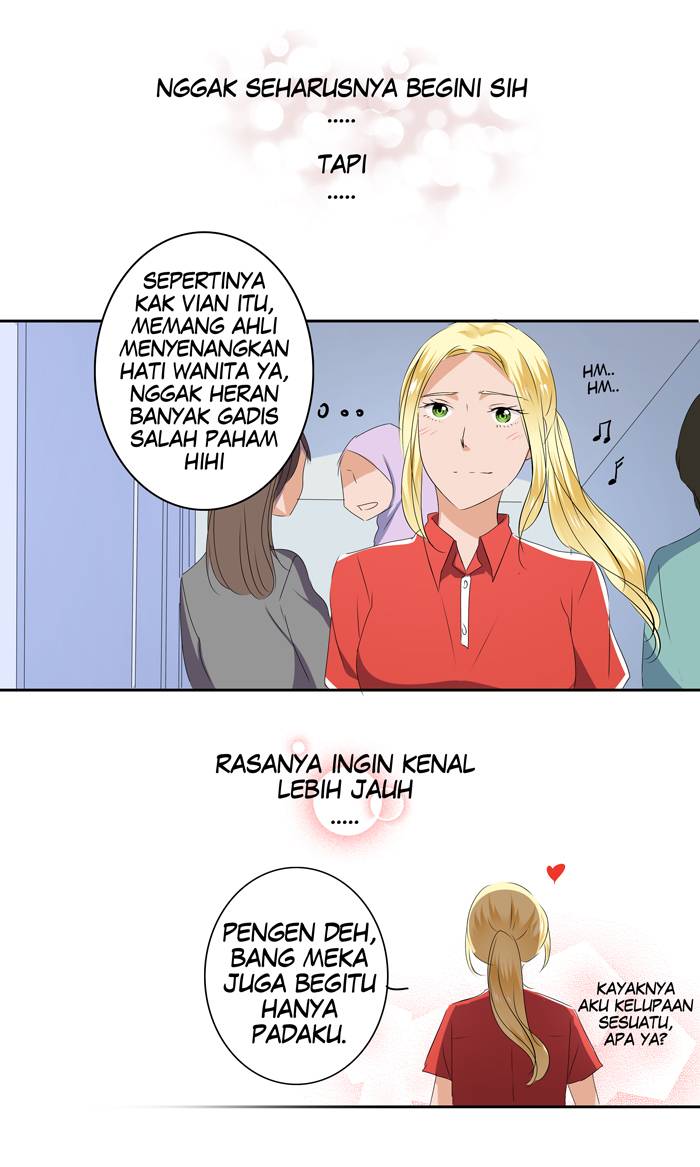 NGGAK SEHARUSNYA BEGINI SIH
.....
TAPI
.....
SEPERTINYA
KAK VIAN ITU,
MEMANG AHLI
MENYENANGKAN
HATI WANITA YA,
NGGAK HERAN
BANYAK GADIS
SALAH PAHAM
HIHI
HM..
HM..
RASANYA INGIN KENAL
LEBIH JAUH
.....
PENGEN DEH,
BANG MEKA
JUGA BEGITU
HANYA
PADAKU.
KAYAKNYA
AKU KELUPAAN
SESUATU,
APA YA?